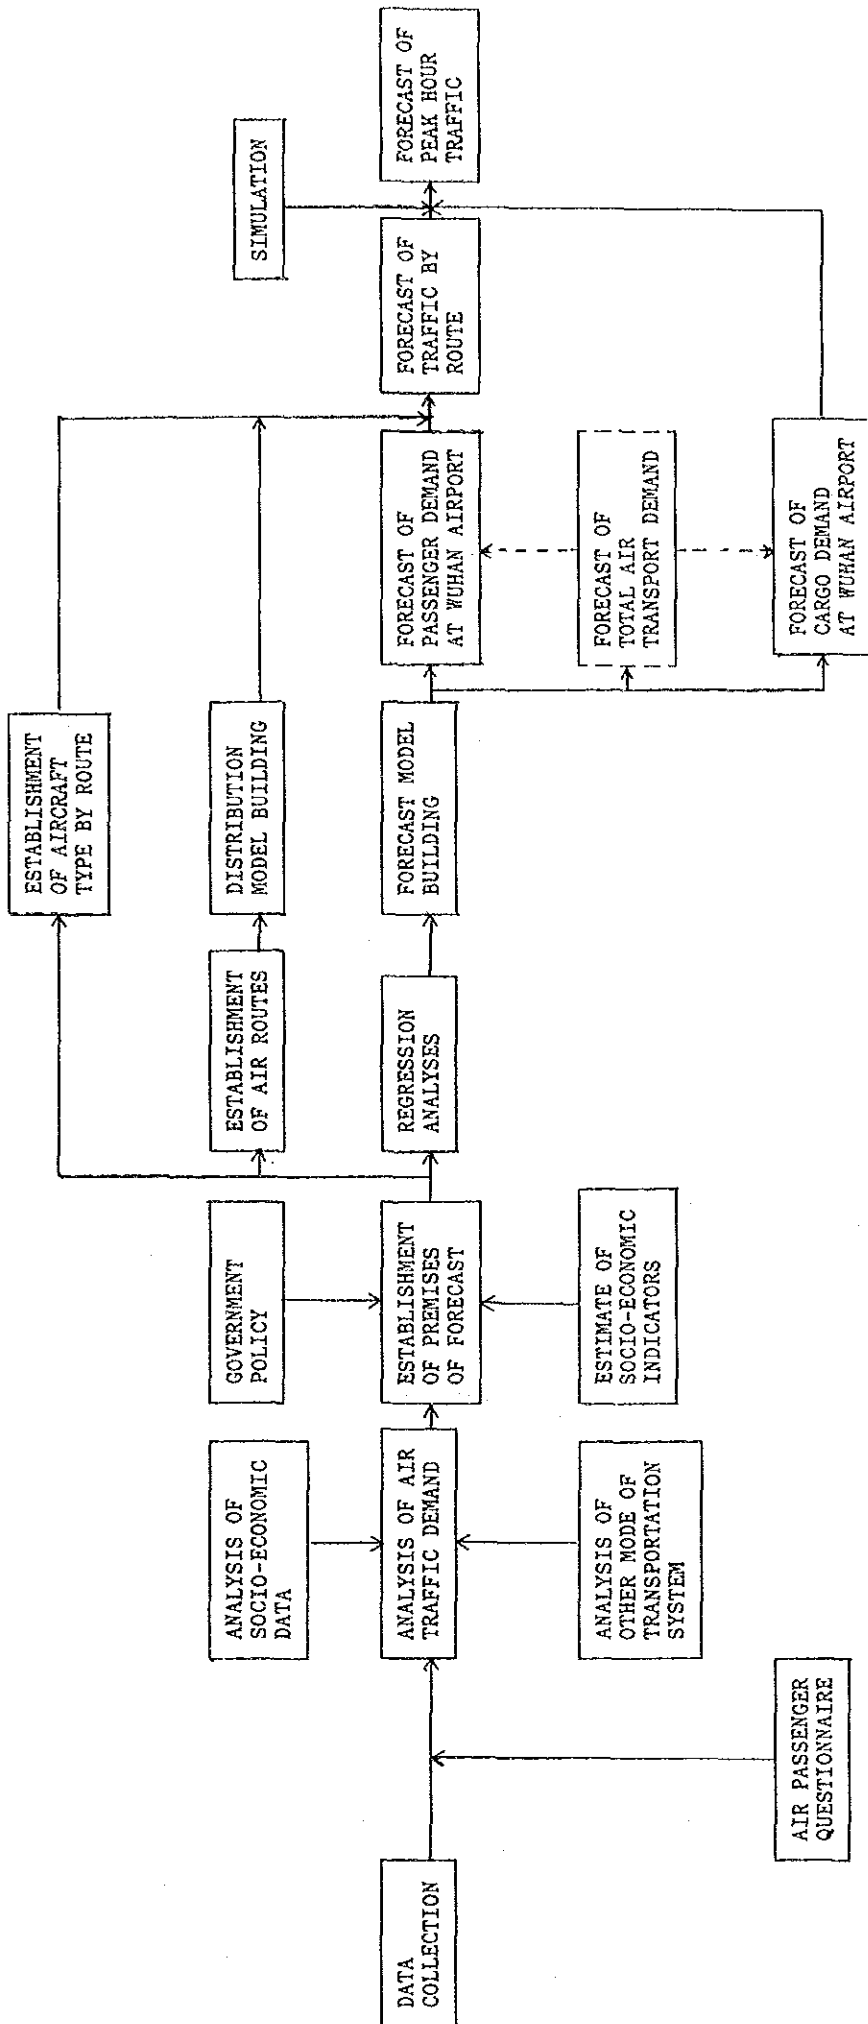 DATA
COLLECTION
AIR PASSENGER
QUESTIONNAIRE
ANALYSIS OF
SOCIO-ECONOMIC
DATA
ANALYSIS OF AIR
TRAFFIC DEMAND
ANALYSIS OF
OTHER MODE OF
TRANSPORTATION
SYSTEM
GOVERNMENT
POLICY
ESTABLISHMENT
OF PREMISES
OF FORECAST
ESTIMATE OF
SOCIO-ECONOMIC
INDICATORS
ESTABLISHMENT
OF AIR ROUTES
REGRESSION
ANALYSES
ESTABLISHMENT
OF AIRCRAFT
TYPE BY ROUTE
DISTRIBUTION
MODEL BUILDING
FORECAST MODEL
BUILDING
FORECAST OF
PASSENGER DEMAND
AT WUHAN AIRPORT
FORECAST OF
TOTAL AIR
TRANSPORT DEMAND
FORECAST OF
CARGO DEMAND
AT WUHAN AIRPORT
FORECAST OF
TRAFFIC BY
ROUTE
SIMULATION
FORECAST OF
PEAK HOUR
TRAFFIC